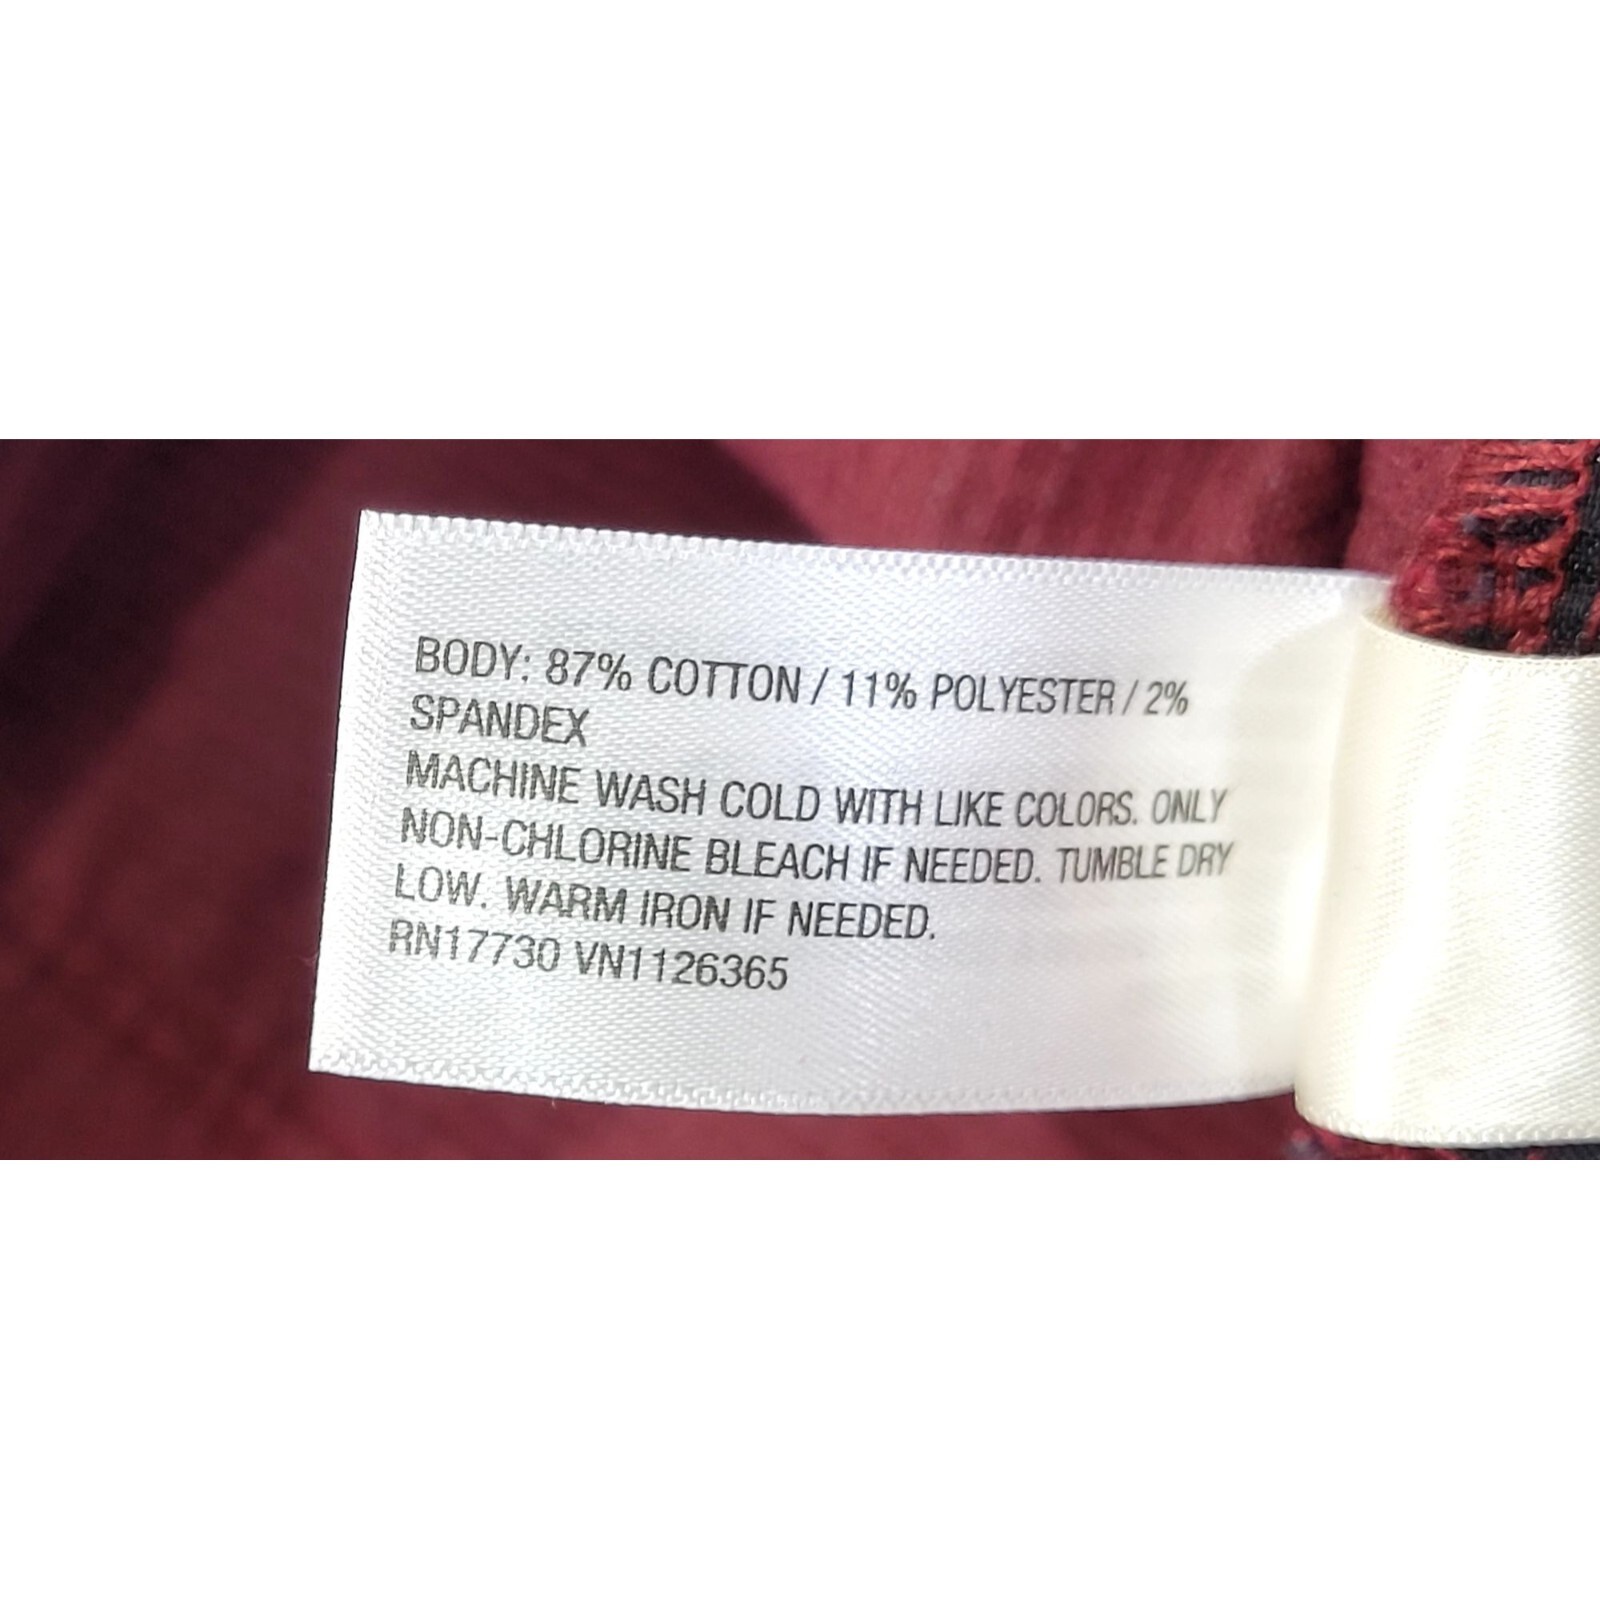 BODY: 87% COTTON / 11% POLYESTER / 2%
SPANDEX
MACHINE WASH COLD WITH LIKE COLORS. ONLY
NON-CHLORINE BLEACH IF NEEDED. TUMBLE DRY
LOW. WARM IRON IF NEEDED.
RN17730 VN1126365